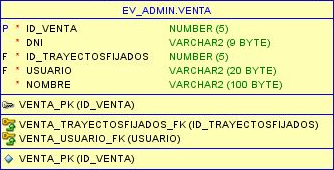 EV_ADMIN.VENTA
P * ID_VENTA NUMBER (5)
* DNI VARCHAR2 (9 BYTE)
F * ID_TRAYECTOSFIJADOS NUMBER (5)
F * USUARIO VARCHAR2 (20 BYTE)
* NOMBRE VARCHAR2 (100 BYTE)
VENTA_PK (ID_VENTA)
VENTA_TRAYECTOSFIJADOS_FK (ID_TRAYECTOSFIJADOS)
VENTA_USUARIO_FK (USUARIO)
VENTA_PK (ID_VENTA)